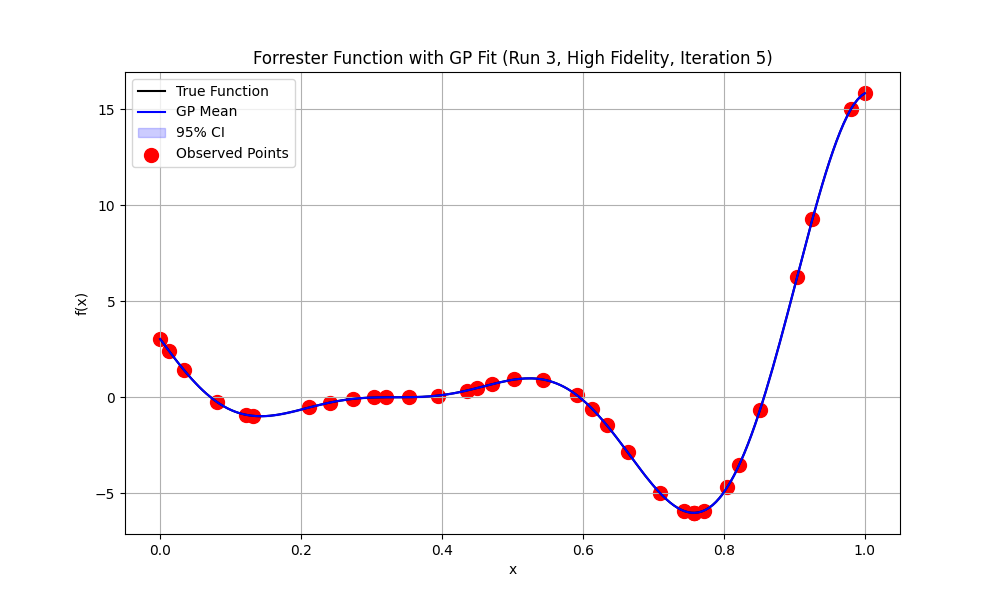 Forrester Function with GP Fit (Run 3, High Fidelity, Iteration 5)
True Function
GP Mean
95% CI
Observed Points
f(x)
15
10
5
0
−5
0.0 0.2 0.4 0.6 0.8 1.0
x